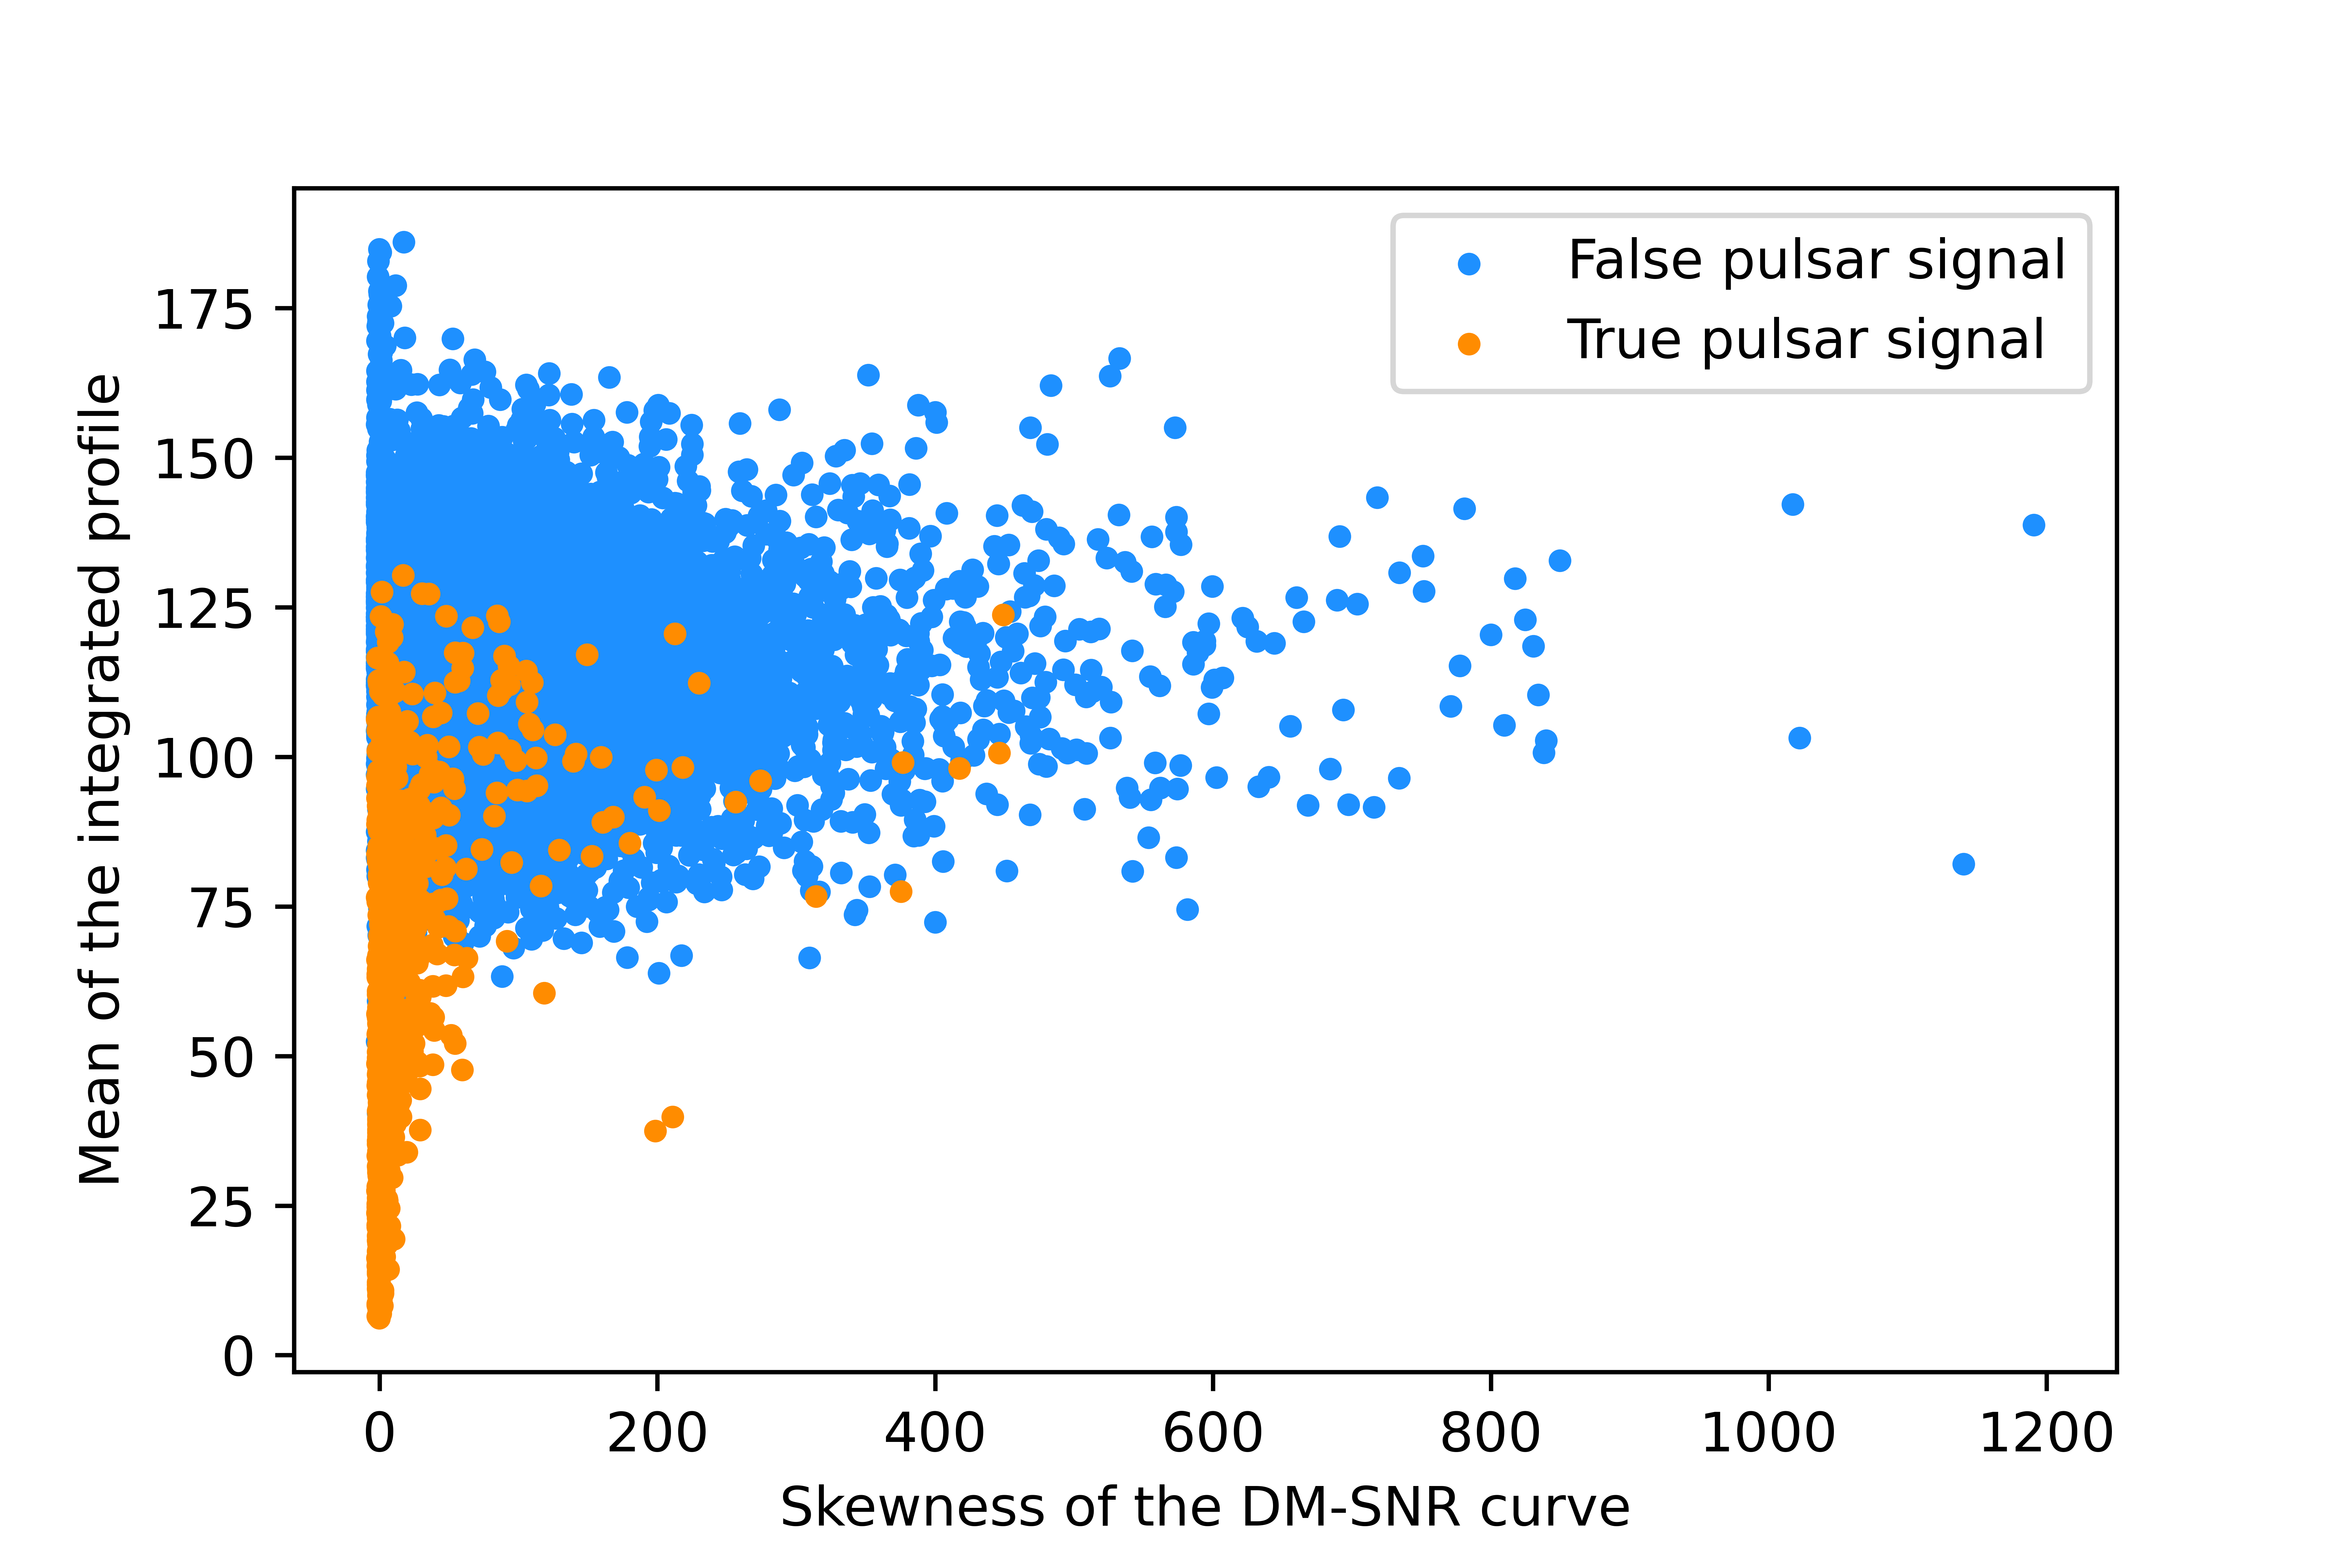 False pulsar signal
True pulsar signal
175
150
125
100
75
50
25
0
Mean of the integrated profile
0 200 400 600 800 1000 1200
Skewness of the DM-SNR curve